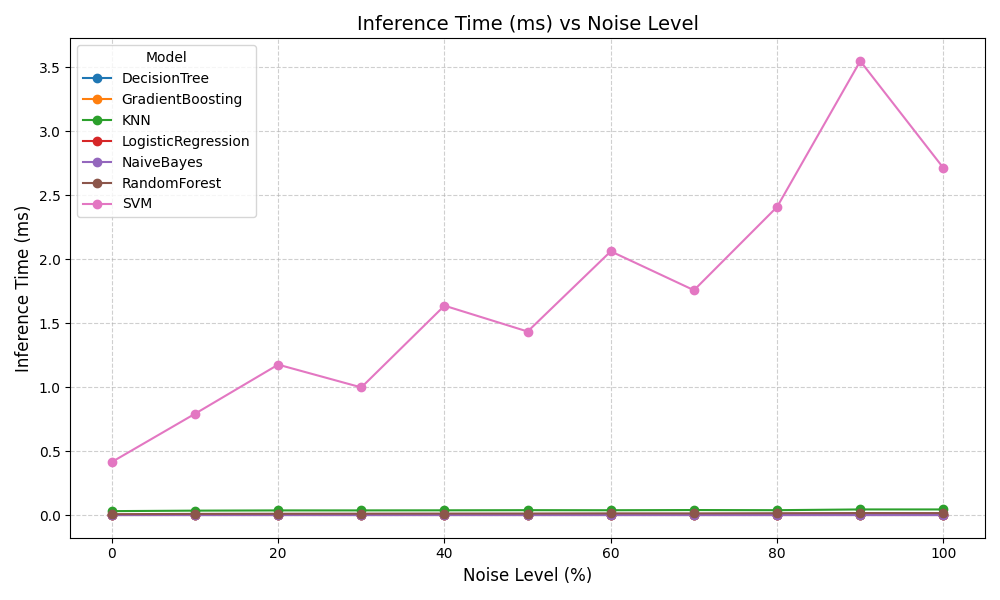 Inference Time (ms) vs Noise Level
Model
DecisionTree
GradientBoosting
KNN
LogisticRegression
NaiveBayes
RandomForest
SVM
Inference Time (ms)
3.5
3.0
2.5
2.0
1.5
1.0
0.5
0.0
0 20 40 60 80 100
Noise Level (%)